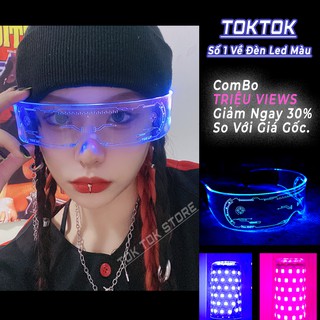 TOKTOK
Số 1 Về Đèn Led Màu
ComBo
TRIỆU VIEWS
Giảm Ngay 30%
So Với Giá Gốc.
TOK TOK STORE